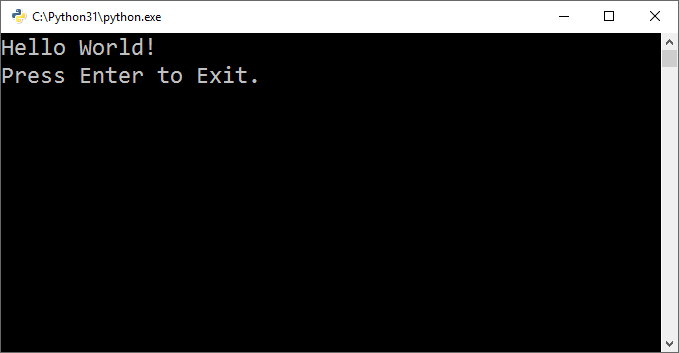 C:\Python31\python.exe
Hello World!
Press Enter to Exit.